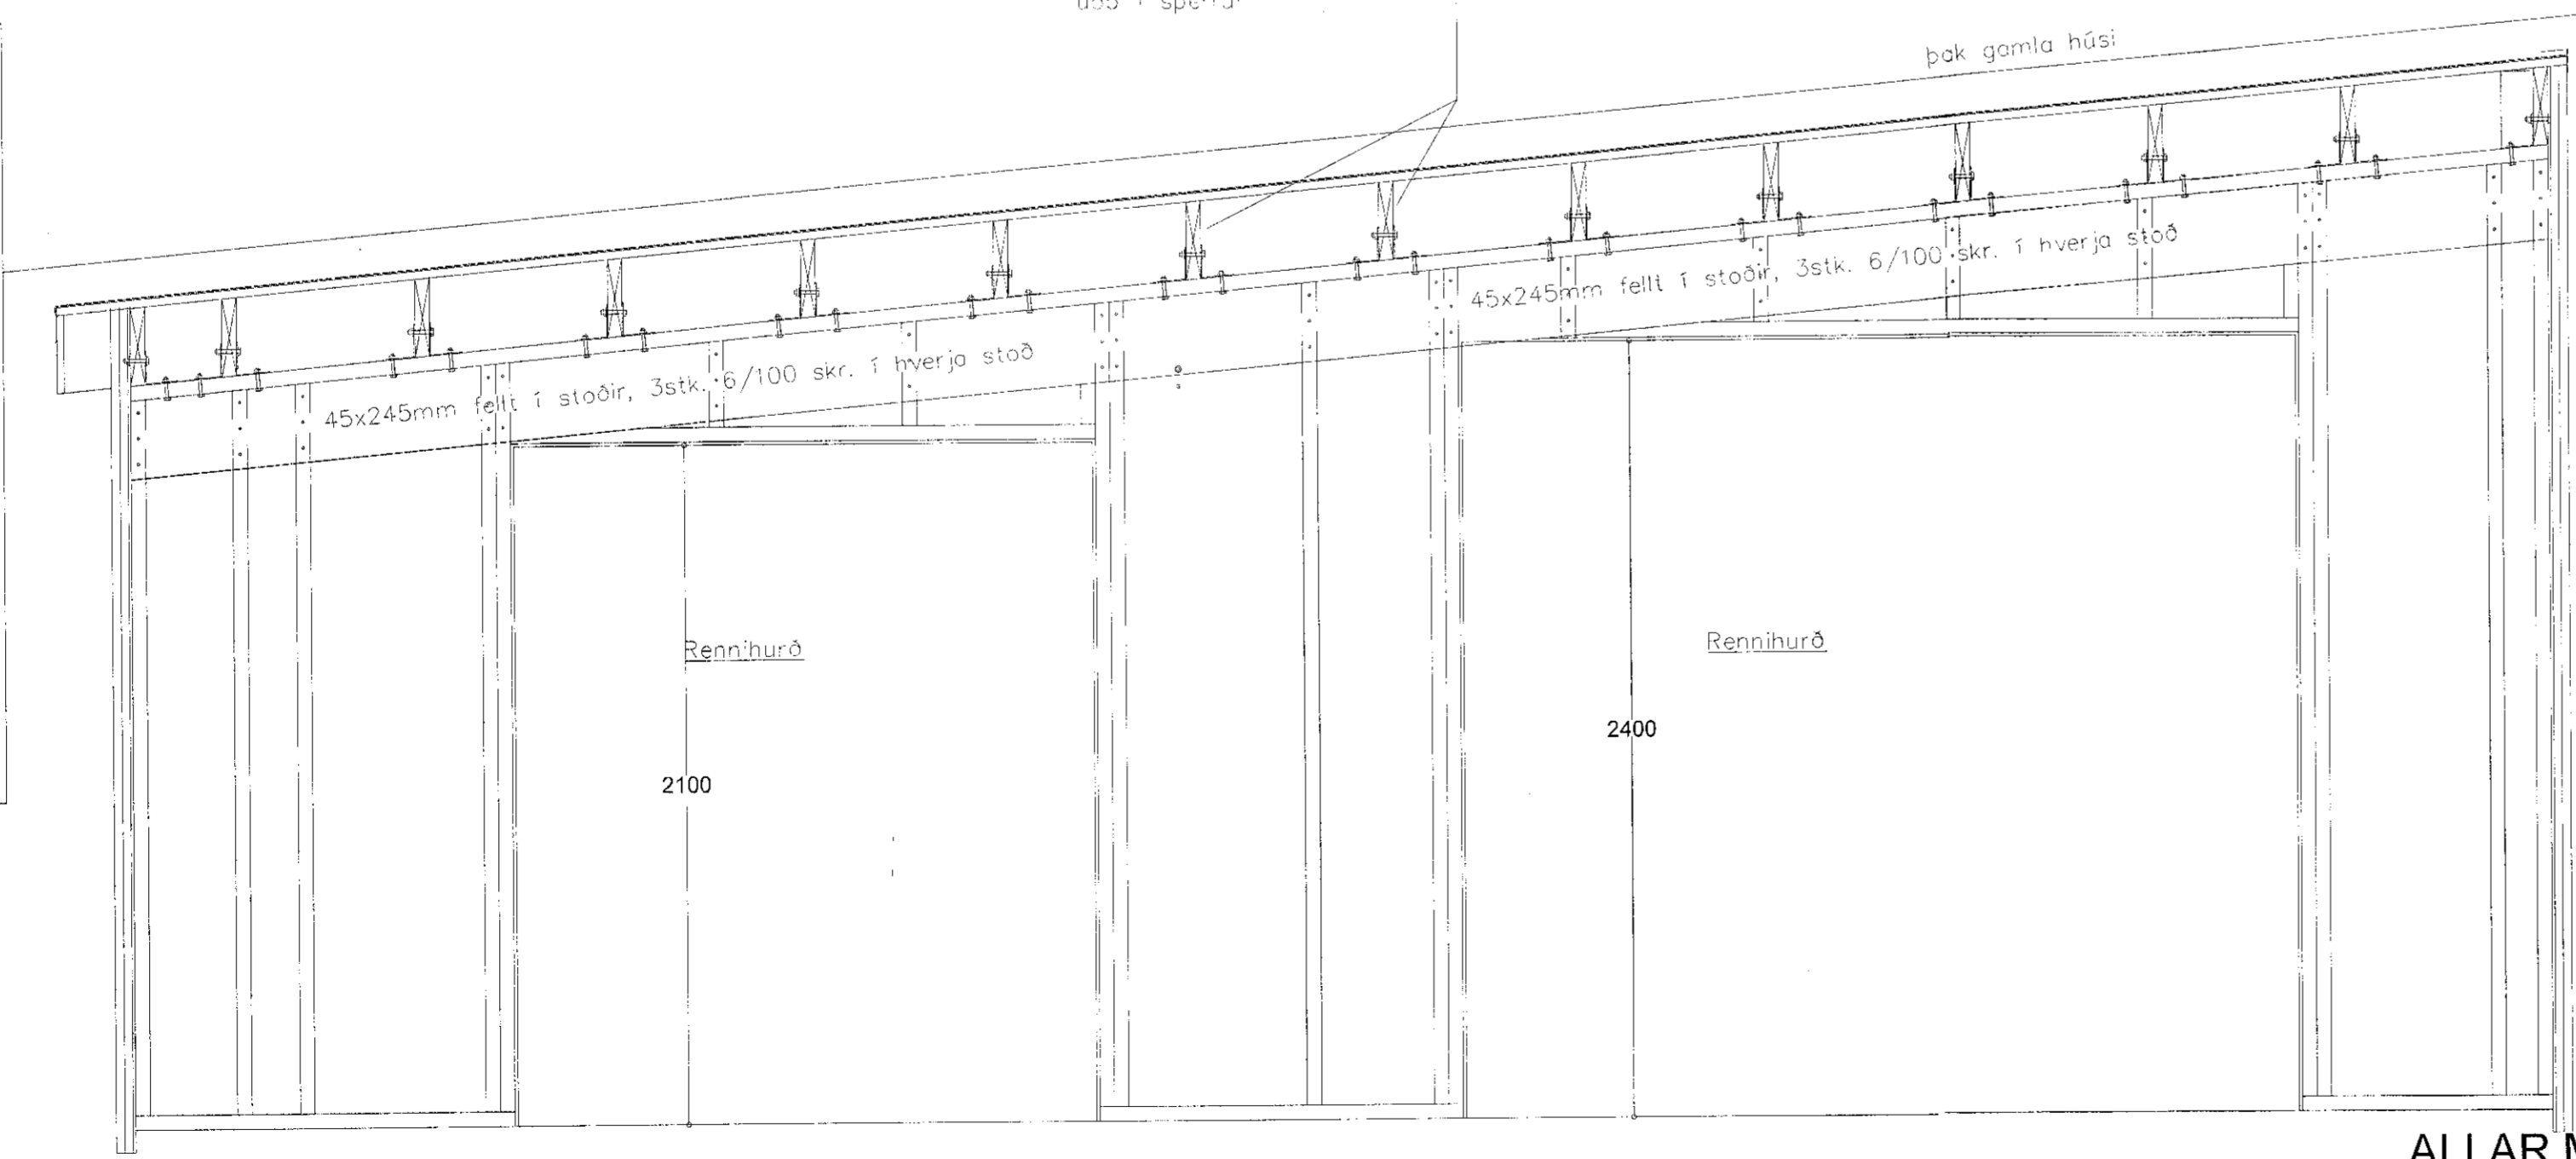 þak gamla húsi
45x245mm fellt í stoðir, 3stk. 6/100 skr. í hverja stoð
45x245mm fellt í stoðir, 3stk. 6/100 skr. í hverja stoð
Rennihurð
Rennihurð
2400
2100
ALLAR